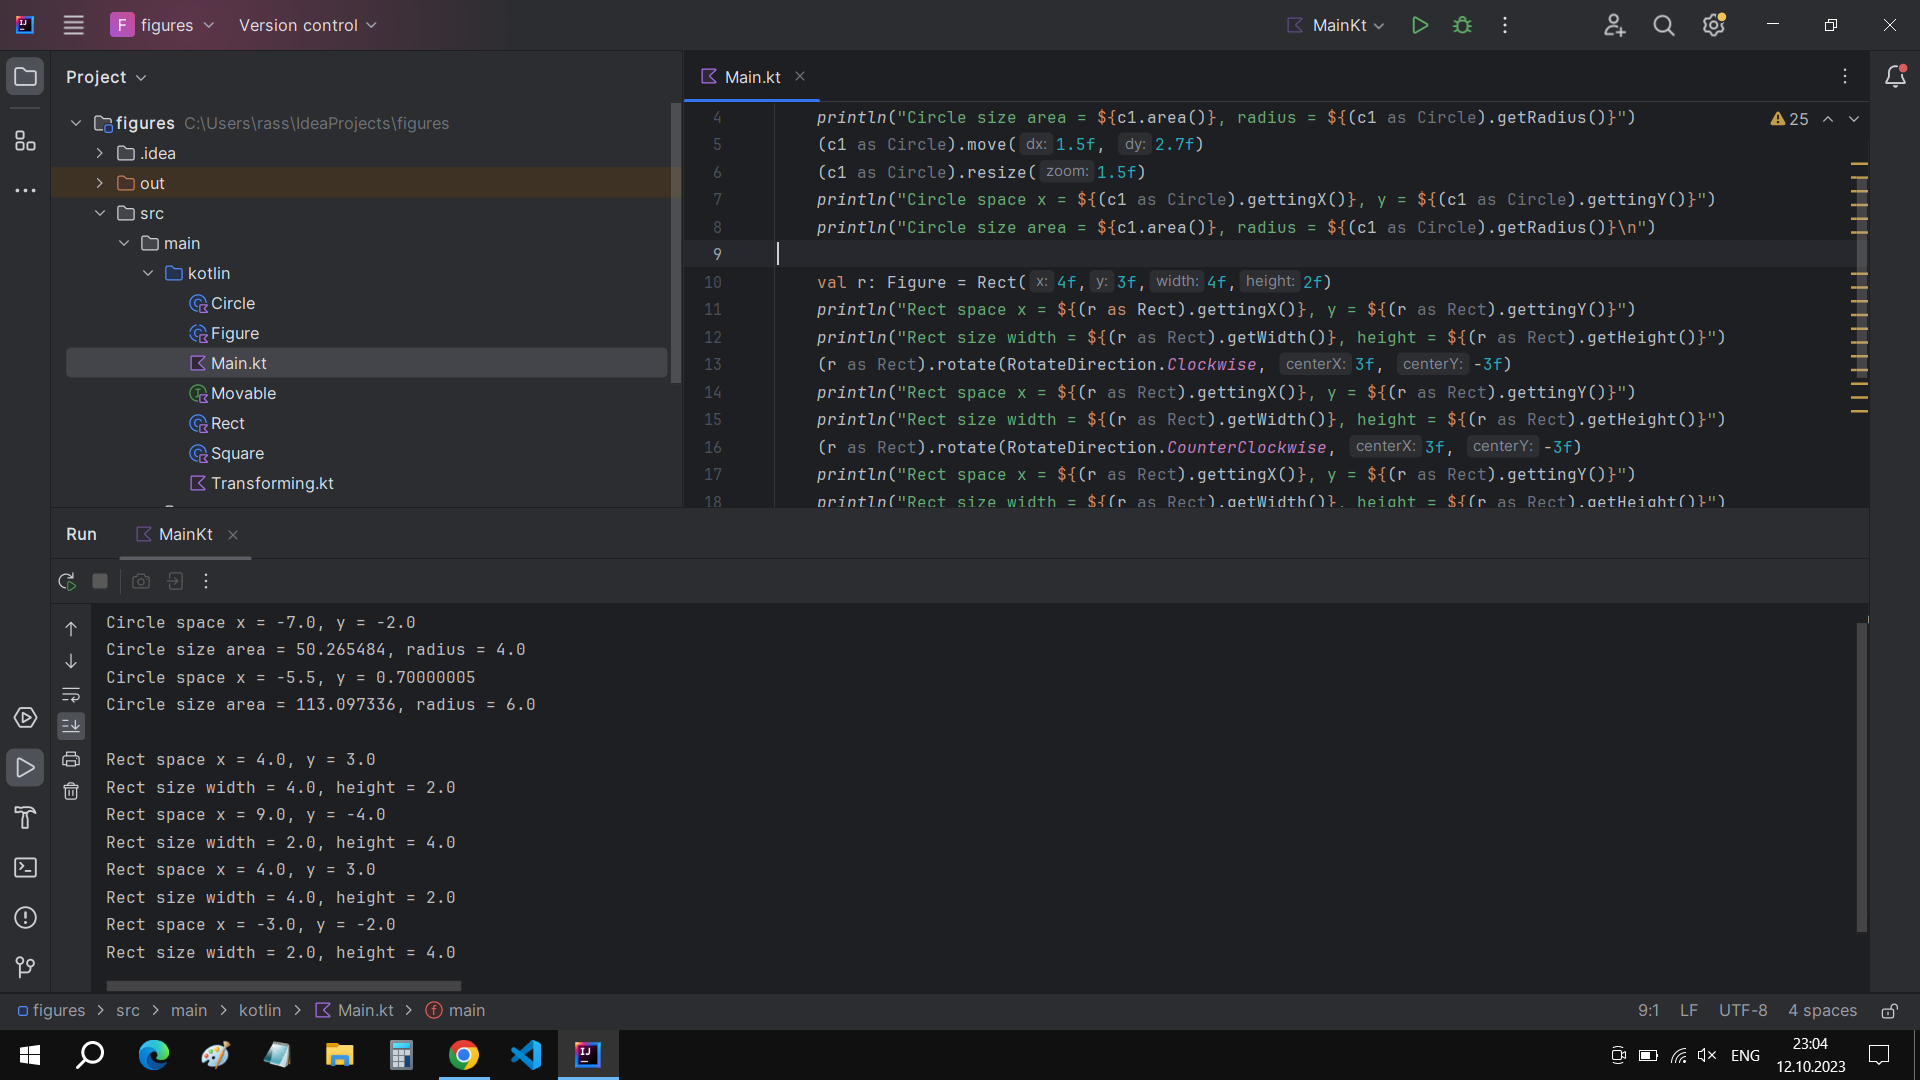 F figures Version control MainKt
Project
Main.kt
figures C:\Users\rass\IdeaProjects\figures
.idea
out
src
main
kotlin
Circle
Figure
Main.kt
Movable
Rect
Square
Transforming.kt
25
4 println("Circle size area = ${c1.area()}, radius = ${(c1 as Circle).getRadius()}")
5 (c1 as Circle).move( dx: 1.5f, dy: 2.7f)
6 (c1 as Circle).resize( zoom: 1.5f)
7 println("Circle space x = ${(c1 as Circle).gettingX()}, y = ${(c1 as Circle).gettingY()}")
8 println("Circle size area = ${c1.area()}, radius = ${(c1 as Circle).getRadius()}\n")
9
10 val r: Figure = Rect( x: 4f, y: 3f, width: 4f, height: 2f)
11 println("Rect space x = ${(r as Rect).gettingX()}, y = ${(r as Rect).gettingY()}")
12 println("Rect size width = ${(r as Rect).getWidth()}, height = ${(r as Rect).getHeight()}")
13 (r as Rect).rotate(RotateDirection.Clockwise, centerX: 3f, centerY: -3f)
14 println("Rect space x = ${(r as Rect).gettingX()}, y = ${(r as Rect).gettingY()}")
15 println("Rect size width = ${(r as Rect).getWidth()}, height = ${(r as Rect).getHeight()}")
16 (r as Rect).rotate(RotateDirection.CounterClockwise, centerX: 3f, centerY: -3f)
17 println("Rect space x = ${(r as Rect).gettingX()}, y = ${(r as Rect).gettingY()}")
18 println("Rect size width = ${(r as Rect).getWidth()}, height = ${(r as Rect).getHeight()}")
Run MainKt
Circle space x = -7.0, y = -2.0
Circle size area = 50.265484, radius = 4.0
Circle space x = -5.5, y = 0.70000005
Circle size area = 113.097336, radius = 6.0
Rect space x = 4.0, y = 3.0
Rect size width = 4.0, height = 2.0
Rect space x = 9.0, y = -4.0
Rect size width = 2.0, height = 4.0
Rect space x = 4.0, y = 3.0
Rect size width = 4.0, height = 2.0
Rect space x = -3.0, y = -2.0
Rect size width = 2.0, height = 4.0
figures > src > main > kotlin > Main.kt > main
9:1 LF UTF-8 4 spaces
ENG
23:04
12.10.2023